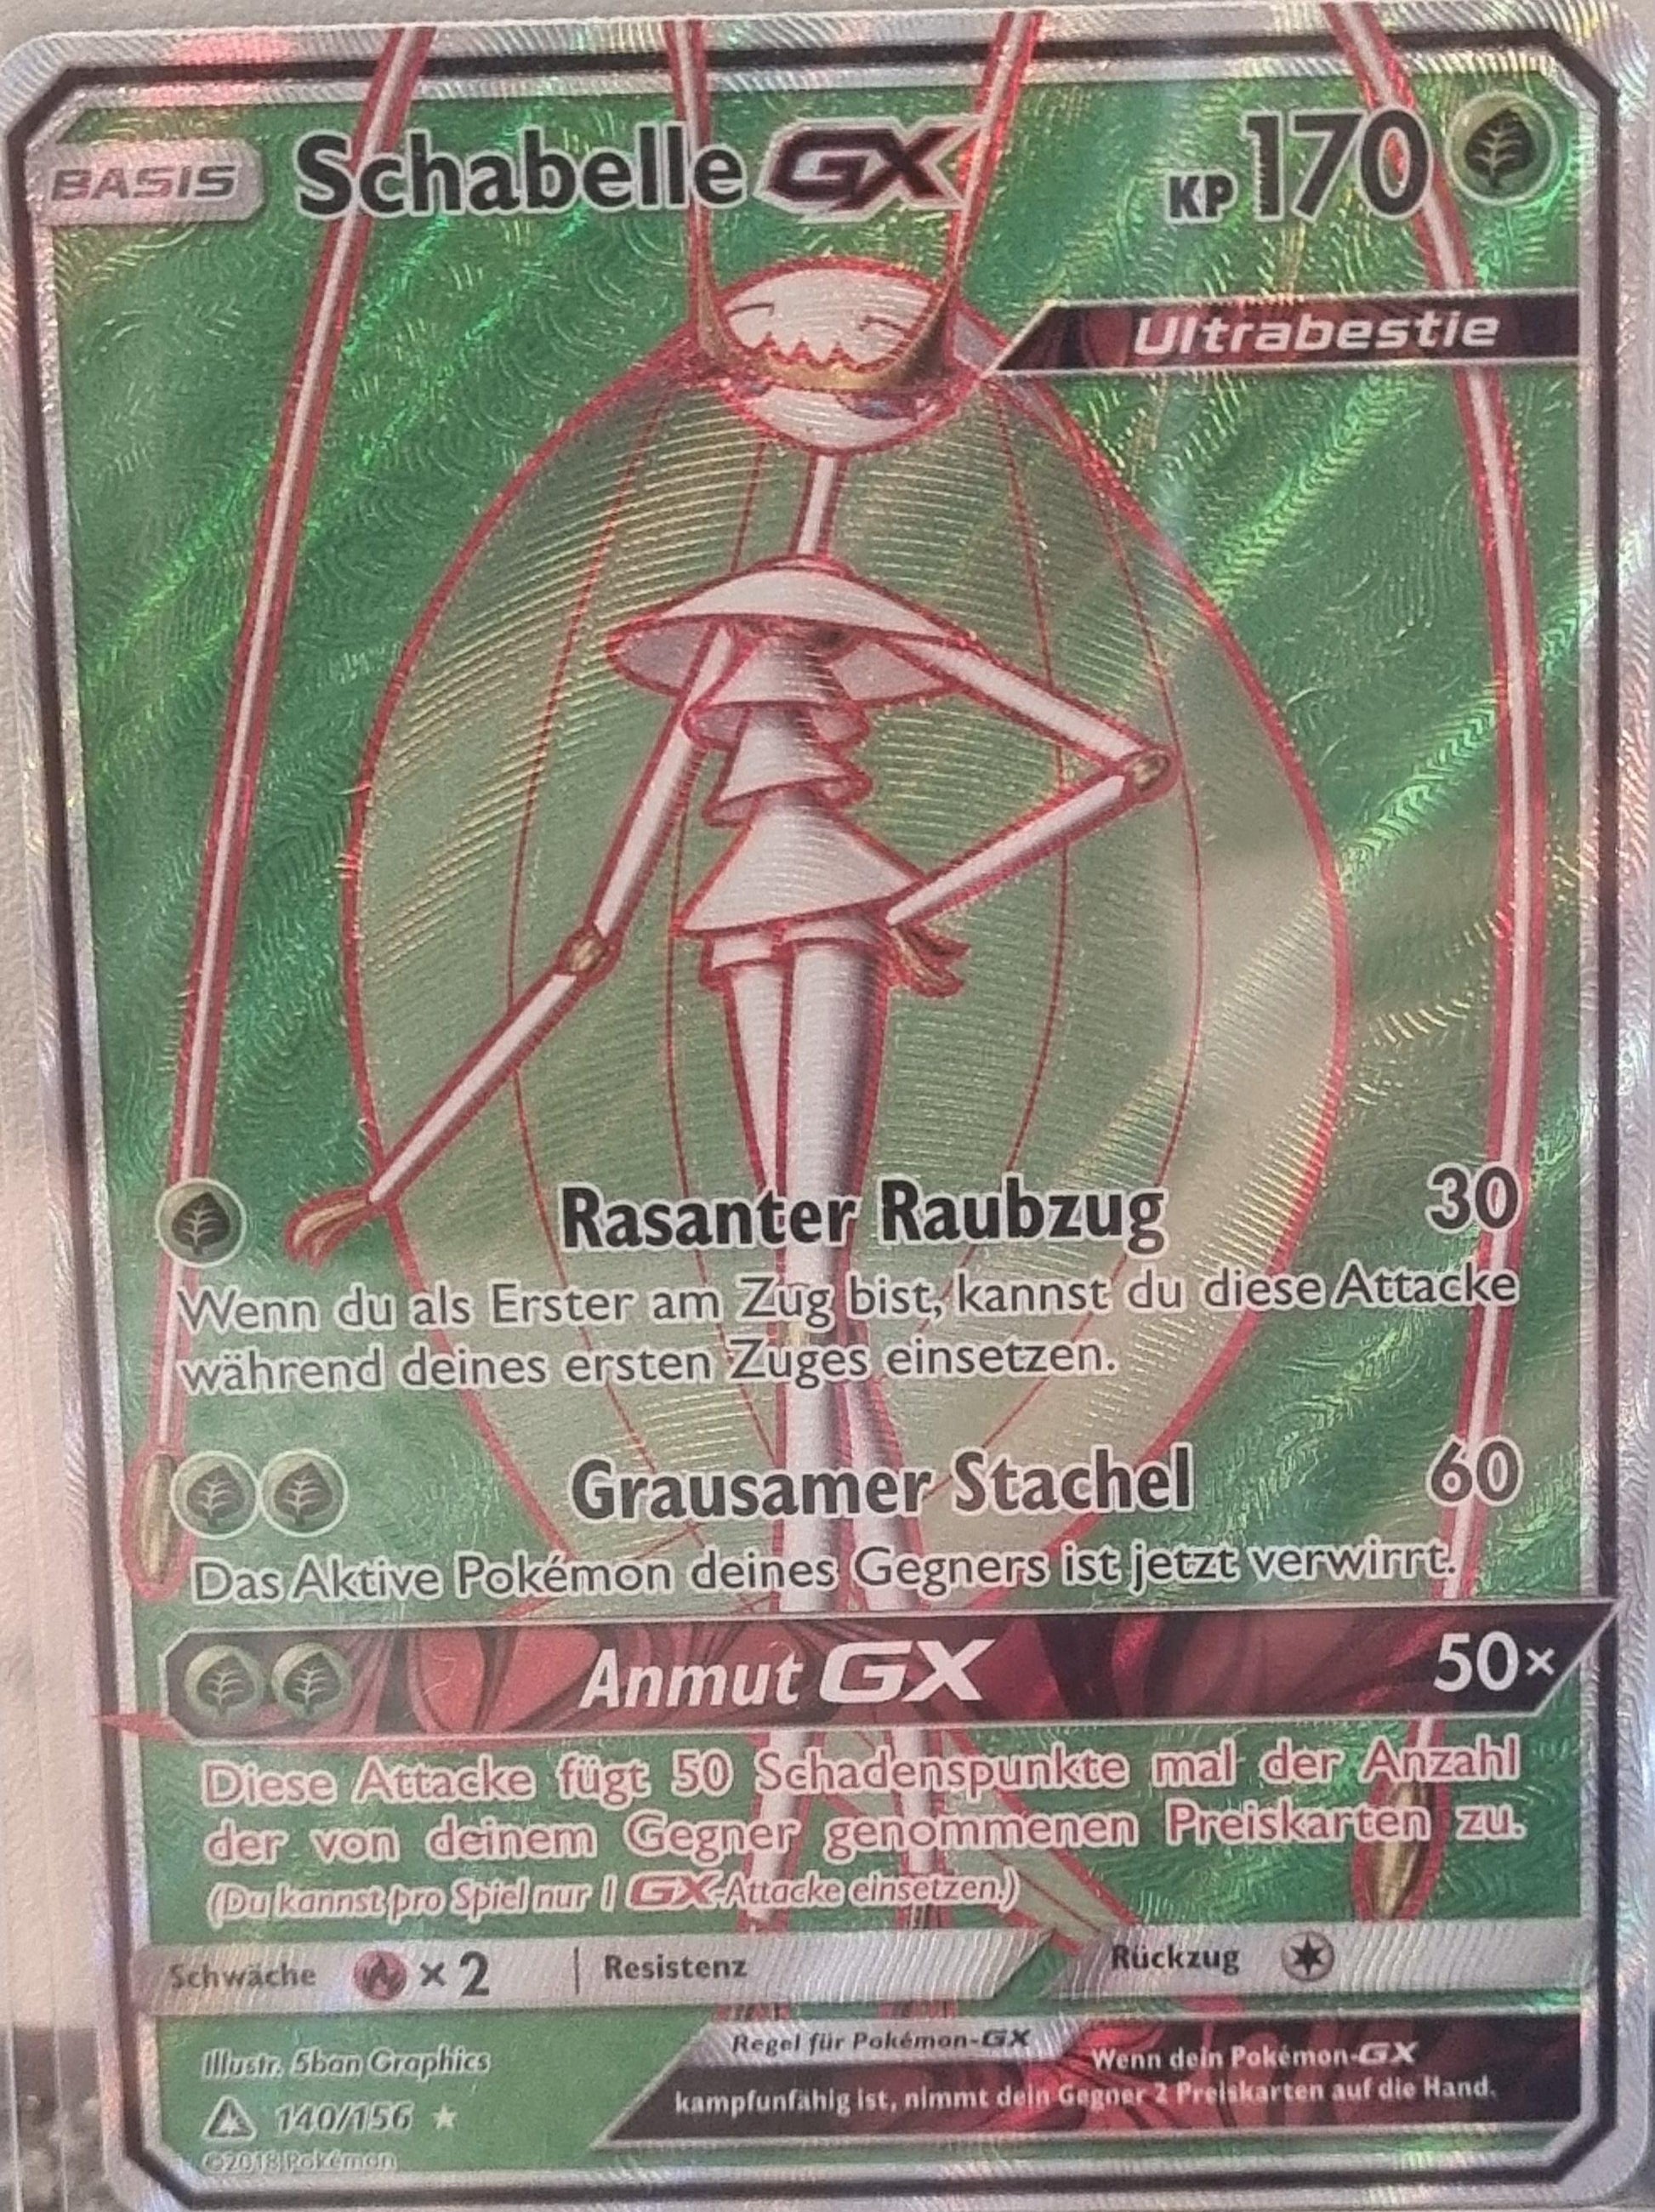 BASIS Schabelle GX KP 170
Ultrabestie
Rasanter Raubzug 30
Wenn du als Erster am Zug bist, kannst du diese Attacke
während deines ersten Zuges einsetzen.
Grausamer Stachel 60
Das Aktive Pokémon deines Gegners ist jetzt verwirrt.
Anmut GX 50×
Diese Attacke fügt 50 Schadenspunkte mal der Anzahl
der von deinem Gegner genommenen Preiskarten zu.
(Du kannst pro Spiel nur 1 GX-Attacke einsetzen.)
Schwäche × 2 | Resistenz Rückzug
Regel für Pokémon-GX Wenn dein Pokémon-GX
kampfunfähig ist, nimmt dein Gegner 2 Preiskarten auf die Hand.
Illustr. 5ban Graphics
140/156 ★
©2018 Pokémon